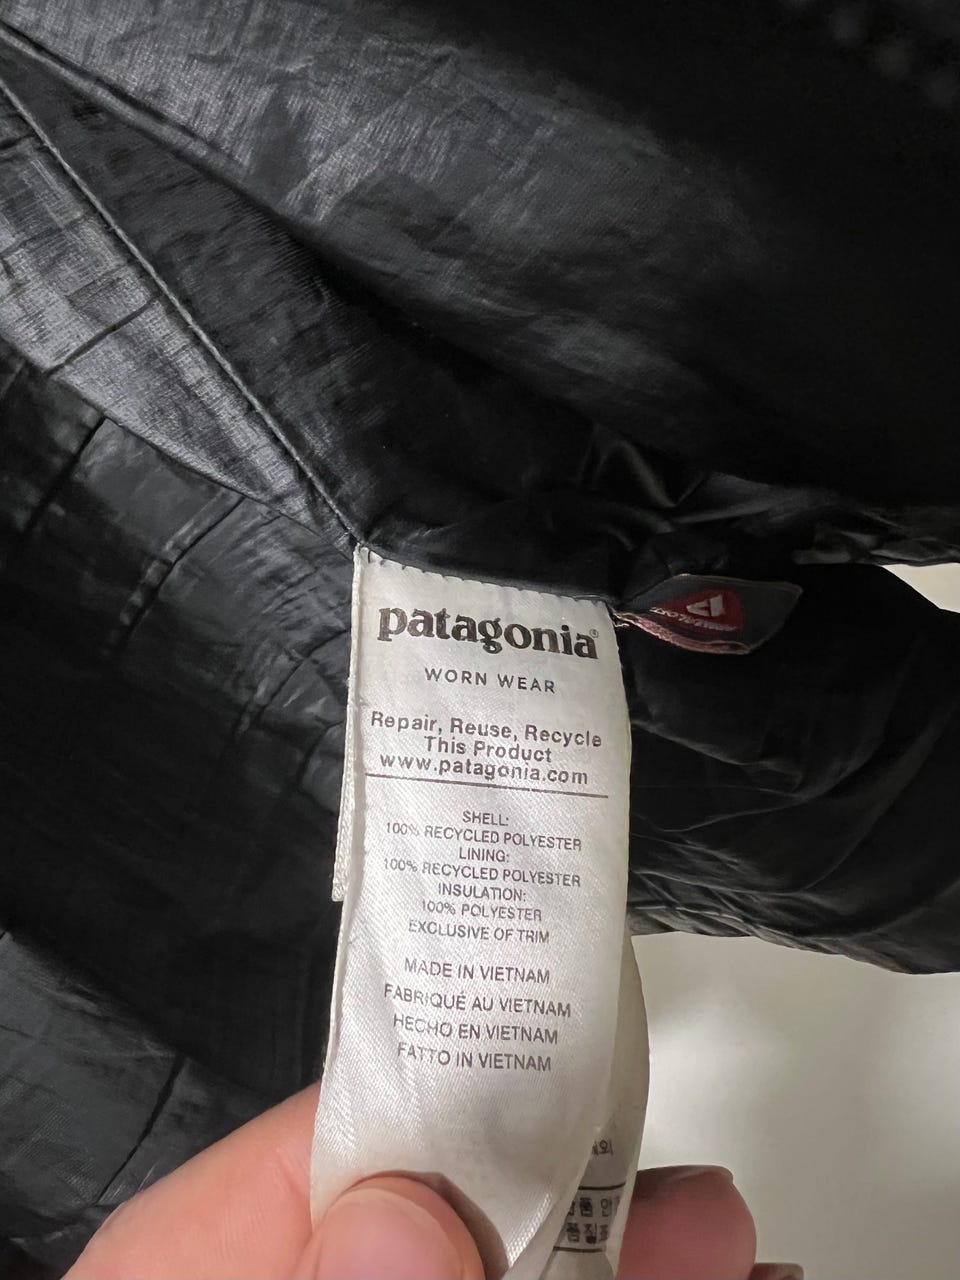 patagonia®
WORN WEAR
Repair, Reuse, Recycle
This Product
www.patagonia.com
SHELL:
100% RECYCLED POLYESTER
LINING:
100% RECYCLED POLYESTER
INSULATION:
100% POLYESTER
EXCLUSIVE OF TRIM
MADE IN VIETNAM
FABRIQUÉ AU VIETNAM
HECHO EN VIETNAM
FATTO IN VIETNAM